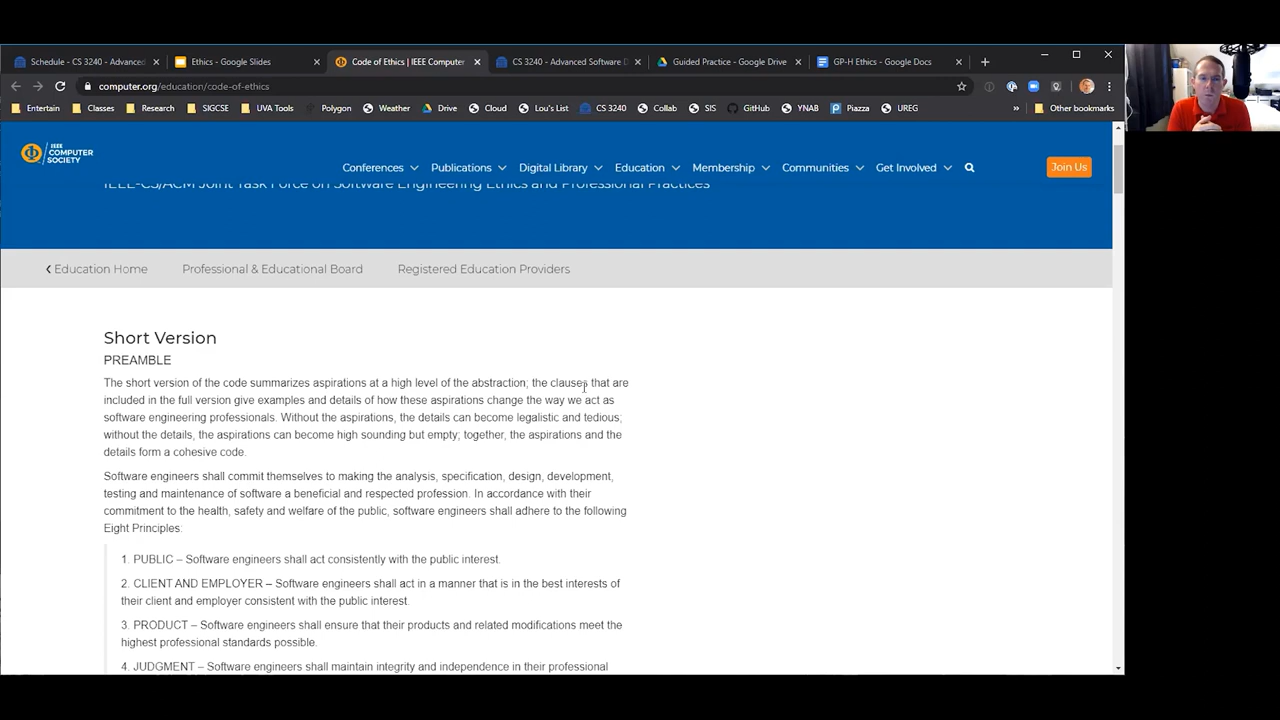 Schedule - CS 3240 - Advanced
Ethics - Google Slides
Code of Ethics | IEEE Computer
CS 3240 - Advanced Software D
Guided Practice - Google Drive
GP-H Ethics - Google Docs
computer.org/education/code-of-ethics
Entertain Classes Research SIGCSE UVA Tools Polygon Weather Drive Cloud Lou's List CS 3240 Collab SIS GitHub YNAB Piazza UREG » Other bookmarks
IEEE
COMPUTER
SOCIETY
Conferences Publications Digital Library Education Membership Communities Get Involved Join Us
IEEE-CS/ACM Joint Task Force on Software Engineering Ethics and Professional Practices
Education Home Professional & Educational Board Registered Education Providers
Short Version
PREAMBLE
The short version of the code summarizes aspirations at a high level of the abstraction; the clauses that are
included in the full version give examples and details of how these aspirations change the way we act as
software engineering professionals. Without the aspirations, the details can become legalistic and tedious;
without the details, the aspirations can become high sounding but empty; together, the aspirations and the
details form a cohesive code.
Software engineers shall commit themselves to making the analysis, specification, design, development,
testing and maintenance of software a beneficial and respected profession. In accordance with their
commitment to the health, safety and welfare of the public, software engineers shall adhere to the following
Eight Principles:
1. PUBLIC – Software engineers shall act consistently with the public interest.
2. CLIENT AND EMPLOYER – Software engineers shall act in a manner that is in the best interests of
their client and employer consistent with the public interest.
3. PRODUCT – Software engineers shall ensure that their products and related modifications meet the
highest professional standards possible.
4. JUDGMENT – Software engineers shall maintain integrity and independence in their professional